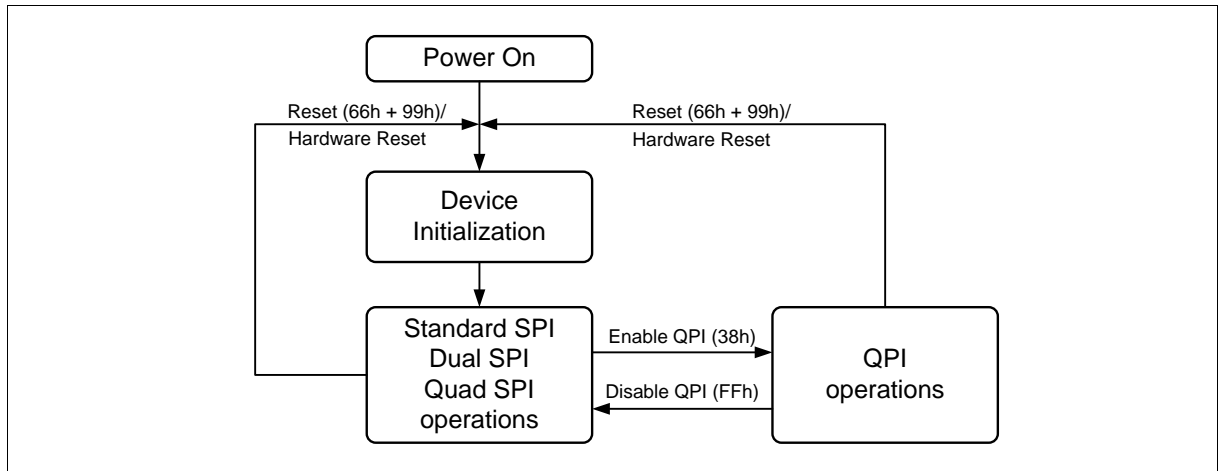 Power On
Reset (66h + 99h)/
Hardware Reset
Reset (66h + 99h)/
Hardware Reset
Device
Initialization
Standard SPI
Dual SPI
Quad SPI
operations
Enable QPI (38h)
Disable QPI (FFh)
QPI
operations